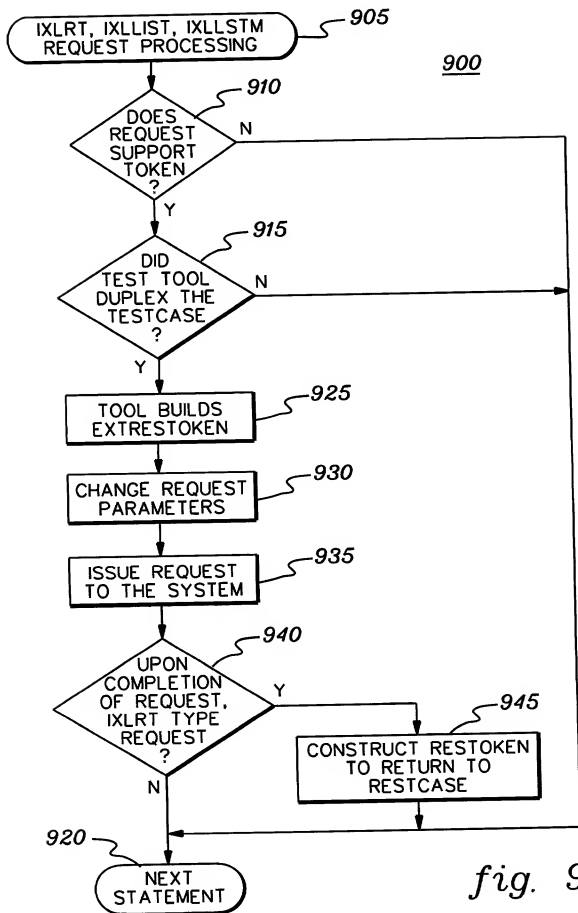 IXLRT, IXLLIST, IXLLSTM
REQUEST PROCESSING
905
900
910
DOES
REQUEST
SUPPORT
TOKEN
?
N
Y
915
DID
TEST TOOL
DUPLEX THE
TESTCASE
?
N
Y
TOOL BUILDS
EXTRESTOKEN
925
CHANGE REQUEST
PARAMETERS
930
ISSUE REQUEST
TO THE SYSTEM
935
940
UPON
COMPLETION
OF REQUEST,
IXLRT TYPE
REQUEST
?
Y
N
945
CONSTRUCT RESTOKEN
TO RETURN TO
RESTCASE
920
NEXT
STATEMENT
fig. 9